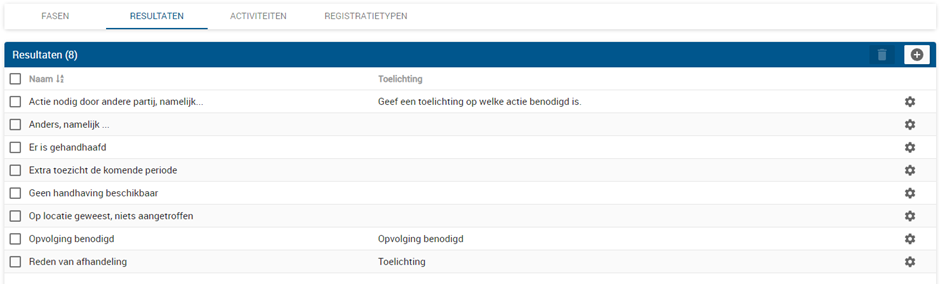 FASEN RESULTATEN ACTIVITEITEN REGISTRATIETYPEN
Resultaten (8)
Naam Toelichting
Actie nodig door andere partij, namelijk... Geef een toelichting op welke actie benodigd is.
Anders, namelijk ...
Er is gehandhaafd
Extra toezicht de komende periode
Geen handhaving beschikbaar
Op locatie geweest, niets aangetroffen
Opvolging benodigd Opvolging benodigd
Reden van afhandeling Toelichting